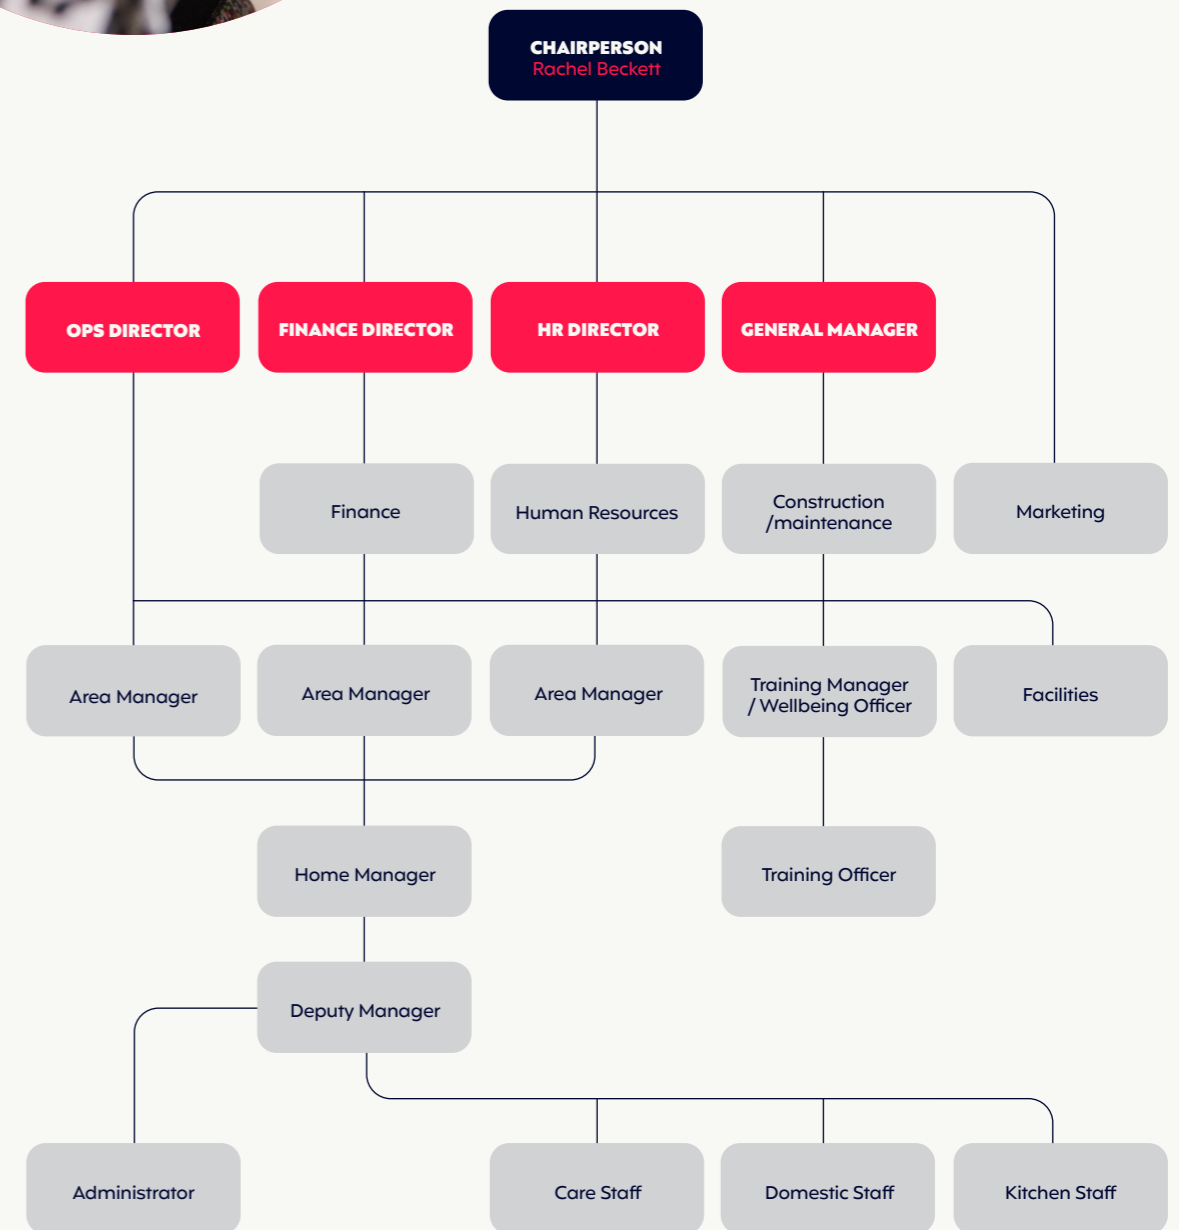 CHAIRPERSON
Rachel Beckett
OPS DIRECTOR
FINANCE DIRECTOR
HR DIRECTOR
GENERAL MANAGER
Finance
Human Resources
Construction
/maintenance
Marketing
Area Manager
Area Manager
Area Manager
Training Manager
/ Wellbeing Officer
Facilities
Home Manager
Training Officer
Deputy Manager
Administrator
Care Staff
Domestic Staff
Kitchen Staff